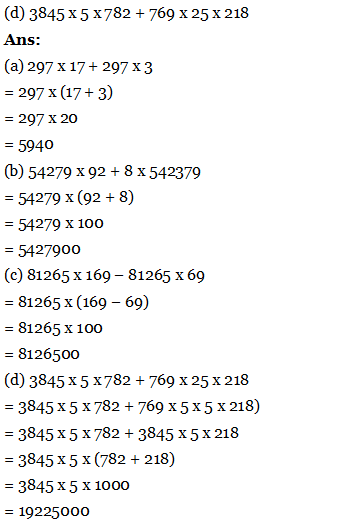 (d) 3845 x 5 x 782 + 769 x 25 x 218
Ans:
(a) 297 x 17 + 297 x 3
= 297 x (17 + 3)
= 297 x 20
= 5940
(b) 54279 x 92 + 8 x 542379
= 54279 x (92 + 8)
= 54279 x 100
= 5427900
(c) 81265 x 169 – 81265 x 69
= 81265 x (169 – 69)
= 81265 x 100
= 8126500
(d) 3845 x 5 x 782 + 769 x 25 x 218
= 3845 x 5 x 782 + 769 x 5 x 5 x 218)
= 3845 x 5 x 782 + 3845 x 5 x 218
= 3845 x 5 x (782 + 218)
= 3845 x 5 x 1000
= 19225000